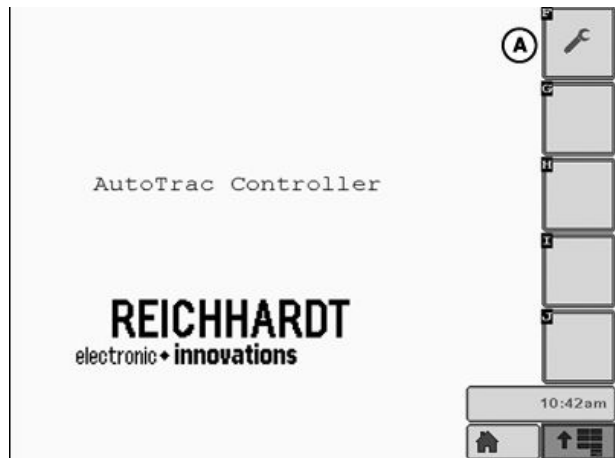 F
A
G
AutoTrac Controller
H
I
REICHHARDT
electronic innovations
J
10:42am